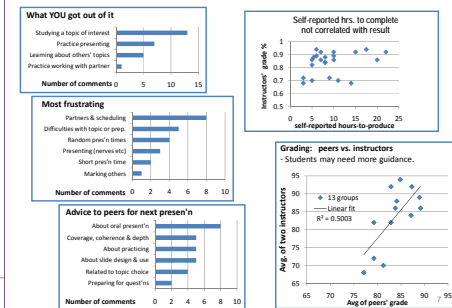 What YOU got out of it
Studying a topic of interest
Practice presenting
Learning about others' topics
Practice working with partner
0 5 10 15
Number of comments
Most frustrating
Partners & scheduling
Difficulties with topic or prep.
Random pres'n times
Presenting (nerves etc)
Short pres'n time
Marking others
0 2 4 6 8 10
Number of comments
Advice to peers for next presen'n
About oral present'n
Coverage, coherence & depth
About practicing
About slide design & use
Related to topic choice
Preparing for quest'ns
0 2 4 6 8 10
Number of comments
Self-reported hrs. to complete
not correlated with result
Instructors' grade %
1
0.9
0.8
0.7
0.6
0.5
0 5 10 15 20 25
self-reported hours-to-produce
Grading: peers vs. instructors
- Students may need more guidance.
Avg. of two instructors
95
90
85
80
75
70
65
13 groups
Linear fit
R² = 0.5003
65 70 75 80 85 90 95
Avg of peers' grade
7